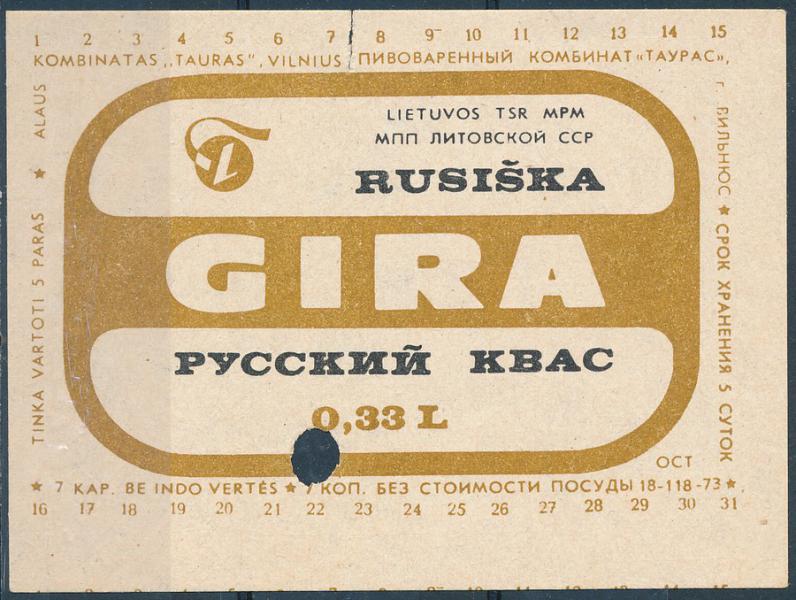 1 2 3 4 5 6 7 8 9 10 11 12 13 14 15
ALAUS KOMBINATAS „TAURAS", VILNIUS ПИВОВАРЕННЫЙ КОМБИНАТ «ТАУРАС»,
г. ВИЛЬНЮС ★ СРОК ХРАНЕНИЯ 5 СУТОК
LIETUVOS TSR MPM
МПП ЛИТОВСКОЙ ССР
RUSIŠKA
GIRA
РУССКИЙ КВАС
0,33 L
TINKA VARTOTI 5 PARAS ★
ОСТ
★ 7 KAP. BE INDO VERTĖS ★ 7 КОП. БЕЗ СТОИМОСТИ ПОСУДЫ 18-118-73 ★
16 17 18 19 20 21 22 23 24 25 26 27 28 29 30 31